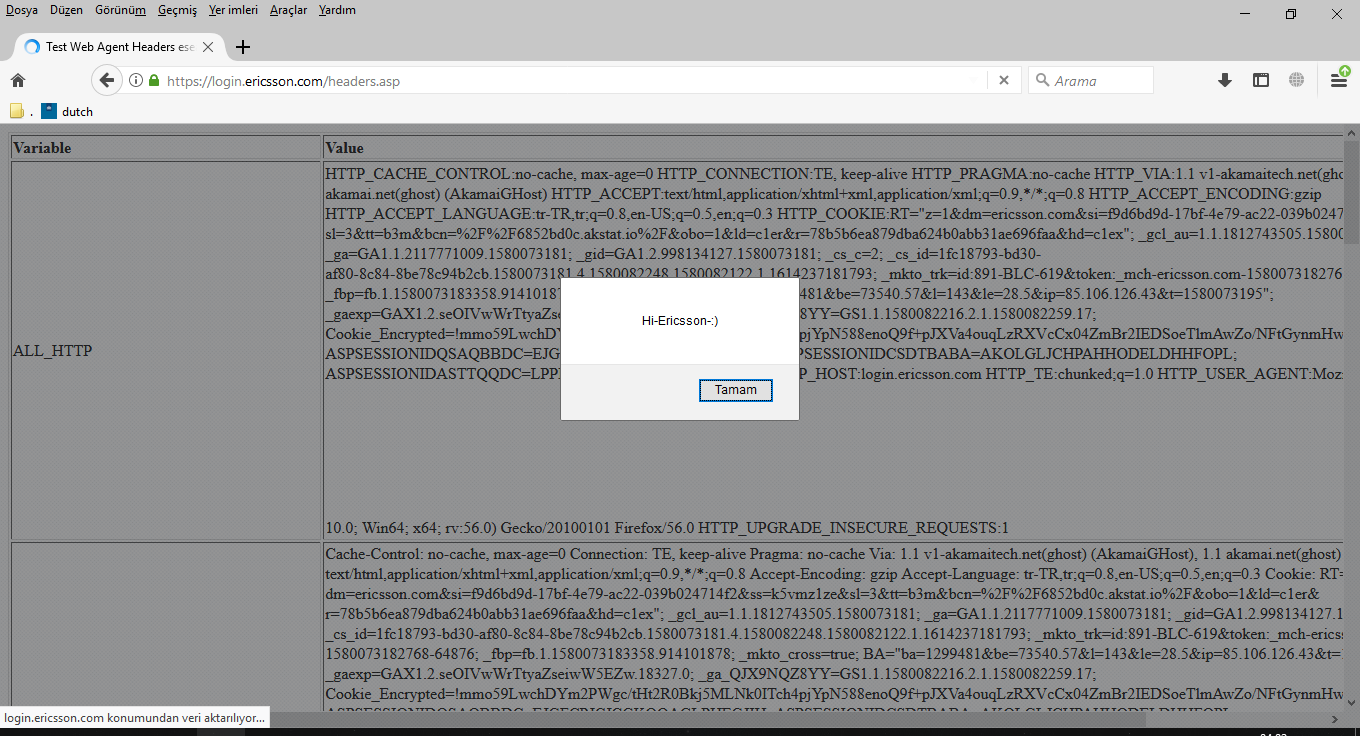 Dosya Düzen Görünüm Geçmiş Yer imleri Araçlar Yardım
Test Web Agent Headers ese
https://login.ericsson.com/headers.asp
Arama
. dutch
Variable Value
HTTP_CACHE_CONTROL:no-cache, max-age=0 HTTP_CONNECTION:TE, keep-alive HTTP_PRAGMA:no-cache HTTP_VIA:1.1 v1-akamaitech.net(ghc
akamai.net(ghost) (AkamaiGHost) HTTP_ACCEPT:text/html,application/xhtml+xml,application/xml;q=0.9,*/*;q=0.8 HTTP_ACCEPT_ENCODING:gzip
HTTP_ACCEPT_LANGUAGE:tr-TR,tr;q=0.8,en-US;q=0.5,en;q=0.3 HTTP_COOKIE:RT="z=1&dm=ericsson.com&si=f9d6bd9d-17bf-4e79-ac22-039b0247
sl=3&tt=b3m&bcn=%2F%2F6852bd0c.akstat.io%2F&obo=1&ld=c1er&r=78b5b6ea879dba624b0abb31ae696faa&hd=c1ex"; _gcl_au=1.1.1812743505.15800
_ga=GA1.1.2117771009.1580073181; _gid=GA1.2.998134127.1580073181; _cs_c=2; _cs_id=1fc18793-bd30-
af80-8c84-8be78c94b2cb.1580073181.4.1580082248.1580082122.1.1614237181793; _mkto_trk=id:891-BLC-619&token:_mch-ericsson.com-158007318276
_fbp=fb.1.1580073183358.91410187 481&be=73540.57&l=143&le=28.5&ip=85.106.126.43&t=1580073195";
_gaexp=GAX1.2.seOIVwWrTtyaZse 8YY=GS1.1.1580082216.2.1.1580082259.17;
Cookie_Encrypted=!mmo59LwchDY pjYpN588enoQ9f+pJXVa4ouqLzRXVcCx04ZmBr2IEDSoeTlmAwZo/NFtGynmHw
ALL_HTTP
ASPSESSIONIDQSAQBBDC=EJG PSESSIONIDCSDTBABA=AKOLGLJCHPAHHODELDHHFOPL;
ASPSESSIONIDASTTQQDC=LPP P_HOST:login.ericsson.com HTTP_TE:chunked;q=1.0 HTTP_USER_AGENT:Moz
Hi-Ericsson-:)
Tamam
10.0; Win64; x64; rv:56.0) Gecko/20100101 Firefox/56.0 HTTP_UPGRADE_INSECURE_REQUESTS:1
Cache-Control: no-cache, max-age=0 Connection: TE, keep-alive Pragma: no-cache Via: 1.1 v1-akamaitech.net(ghost) (AkamaiGHost), 1.1 akamai.net(ghost)
text/html,application/xhtml+xml,application/xml;q=0.9,*/*;q=0.8 Accept-Encoding: gzip Accept-Language: tr-TR,tr;q=0.8,en-US;q=0.5,en;q=0.3 Cookie: RT=
dm=ericsson.com&si=f9d6bd9d-17bf-4e79-ac22-039b024714f2&ss=k5vmz1ze&sl=3&tt=b3m&bcn=%2F%2F6852bd0c.akstat.io%2F&obo=1&ld=c1er&
r=78b5b6ea879dba624b0abb31ae696faa&hd=c1ex"; _gcl_au=1.1.1812743505.1580073181; _ga=GA1.1.2117771009.1580073181; _gid=GA1.2.998134127.1
_cs_id=1fc18793-bd30-af80-8c84-8be78c94b2cb.1580073181.4.1580082248.1580082122.1.1614237181793; _mkto_trk=id:891-BLC-619&token:_mch-ericss
1580073182768-64876; _fbp=fb.1.1580073183358.914101878; _mkto_cross=true; BA="ba=1299481&be=73540.57&l=143&le=28.5&ip=85.106.126.43&t=1
_gaexp=GAX1.2.seOIVwWrTtyaZseiwW5EZw.18327.0; _ga_QJX9NQZ8YY=GS1.1.1580082216.2.1.1580082259.17;
Cookie_Encrypted=!mmo59LwchDYm2PWgc/tHt2R0Bkj5MLNk0ITch4pjYpN588enoQ9f+pJXVa4ouqLzRXVcCx04ZmBr2IEDSoeTlmAwZo/NFtGynmHw
login.ericsson.com konumundan veri aktarılıyor...